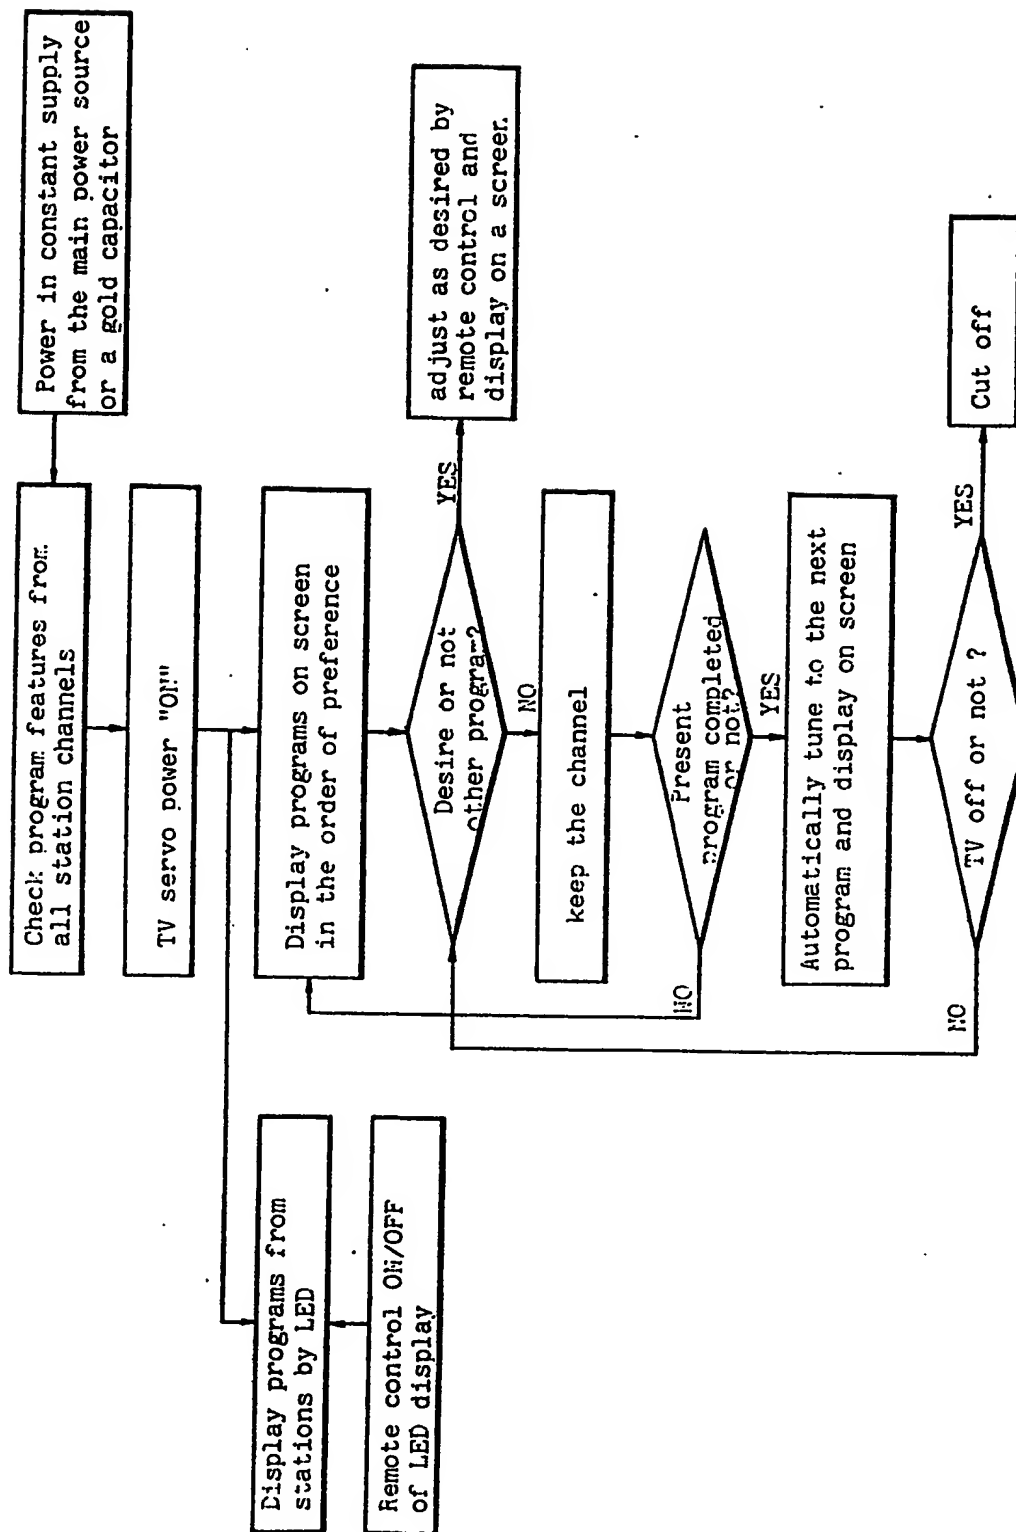 Power in constant supply
from the main power source
or a gold capacitor
Check program features from
all station channels
TV servo power "ON"
Display programs on screen
in the order of preference
Desire or not
other program?
YES
adjust as desired by
remote control and
display on a screen.
NO
keep the channel
Present
program completed
or not?
NO
YES
Automatically tune to the next
program and display on screen
TV off or not ?
YES
Cut off
NO
Display programs from
stations by LED
Remote control ON/OFF
of LED display